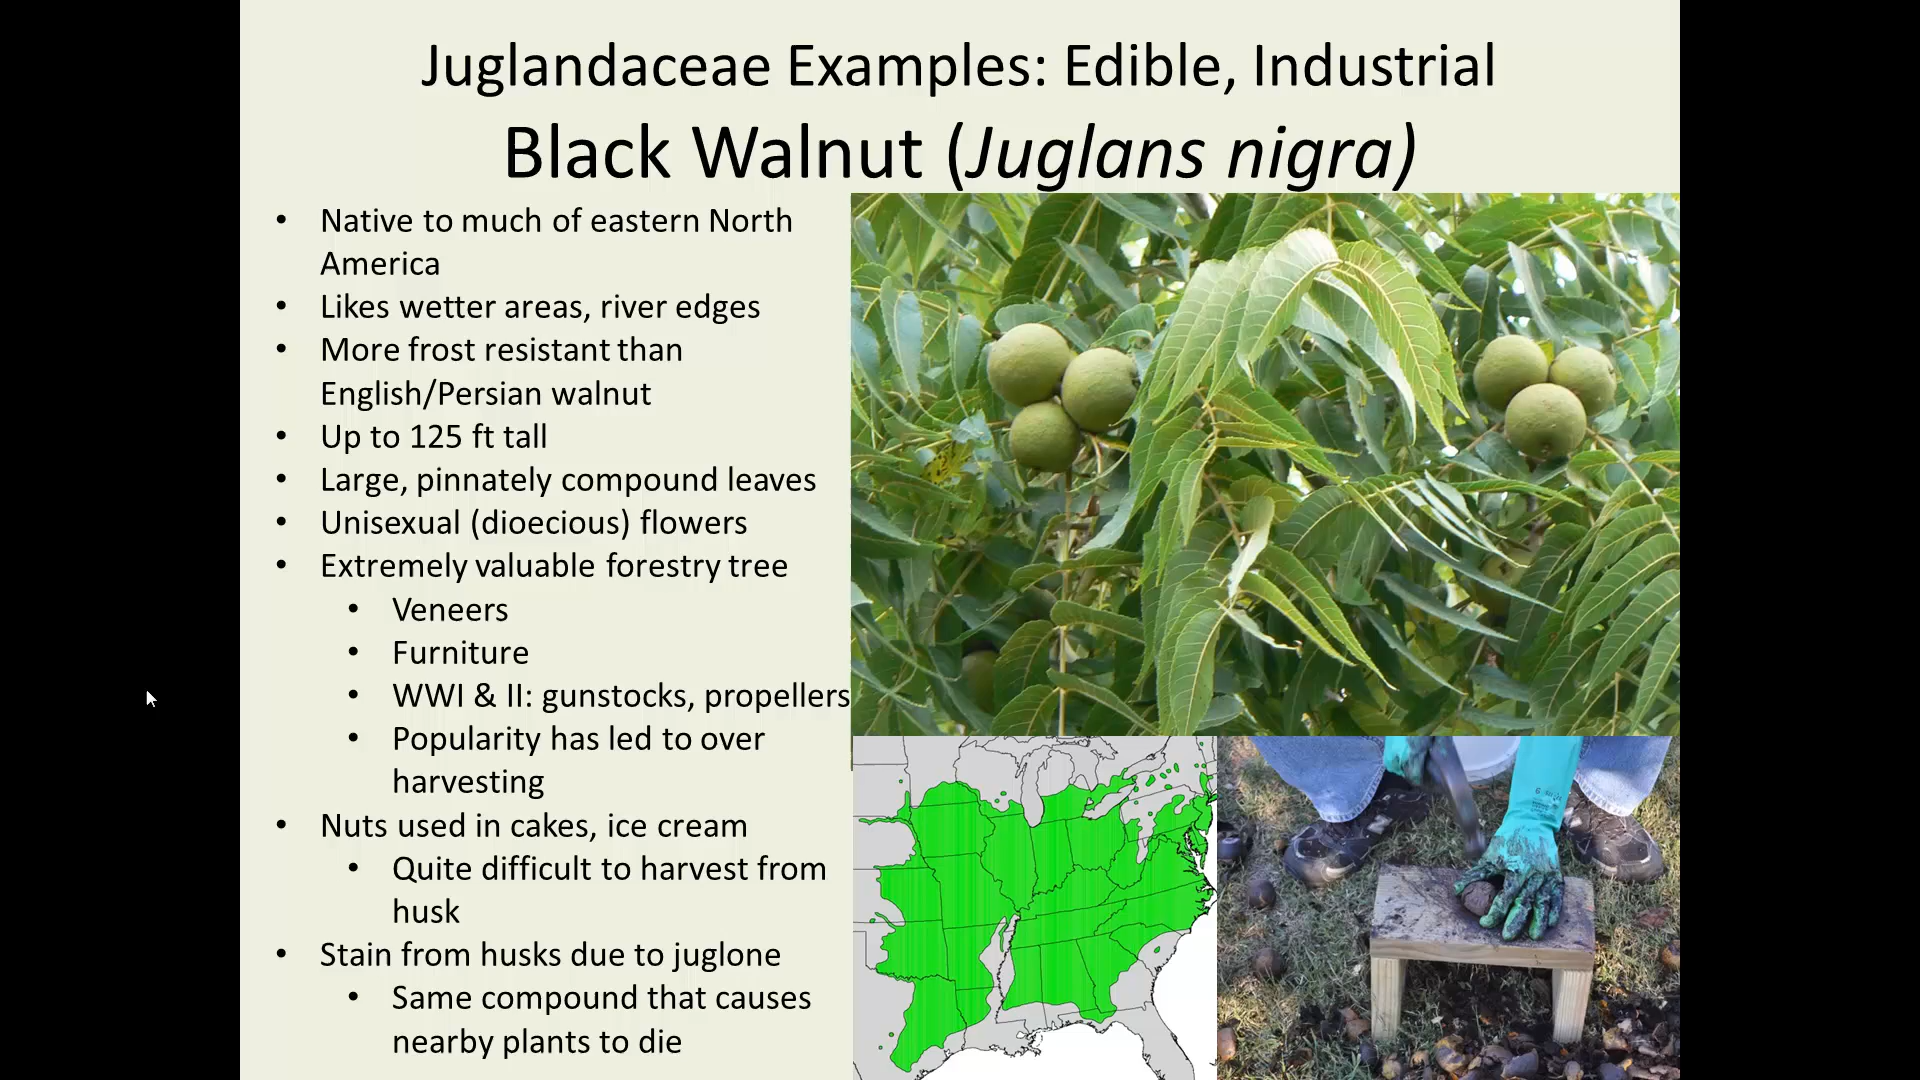 Juglandaceae Examples: Edible, Industrial
Black Walnut (Juglans nigra)
• Native to much of eastern North
America
• Likes wetter areas, river edges
• More frost resistant than
English/Persian walnut
• Up to 125 ft tall
• Large, pinnately compound leaves
• Unisexual (dioecious) flowers
• Extremely valuable forestry tree
• Veneers
• Furniture
• WWI & II: gunstocks, propellers
• Popularity has led to over
harvesting
• Nuts used in cakes, ice cream
• Quite difficult to harvest from
husk
• Stain from husks due to juglone
• Same compound that causes
nearby plants to die